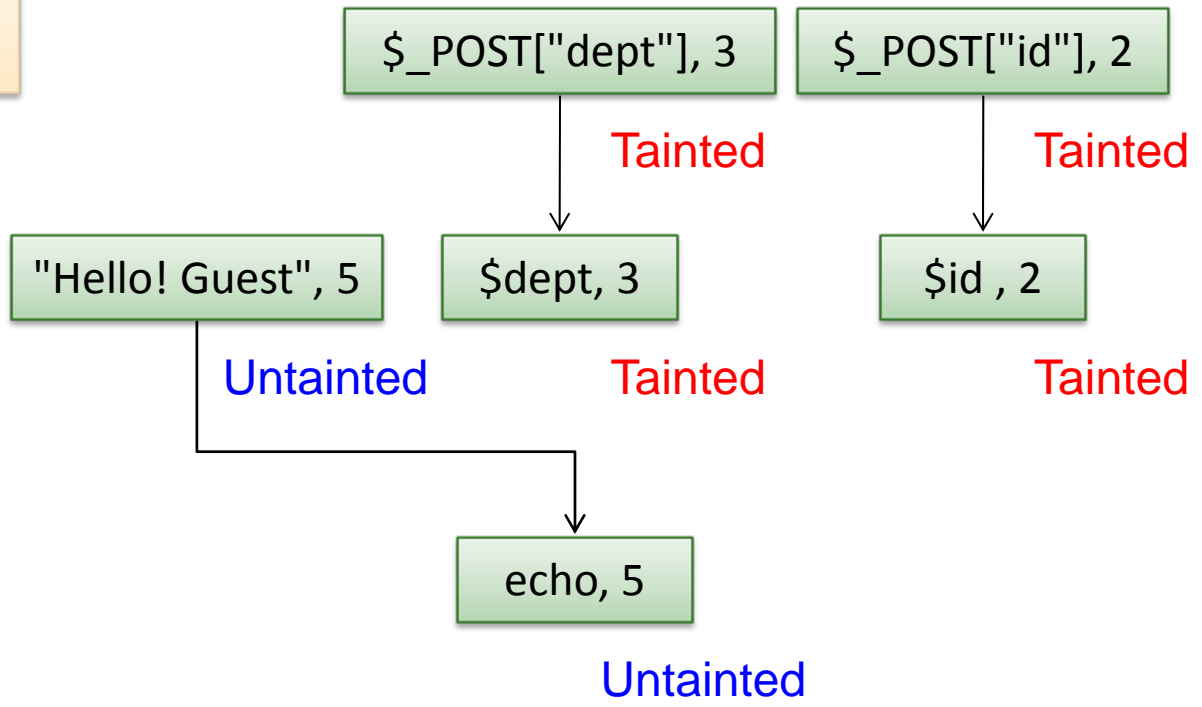 $_POST["dept"], 3
$_POST["id"], 2
Tainted
Tainted
"Hello! Guest", 5
$dept, 3
$id , 2
Untainted
Tainted
Tainted
echo, 5
Untainted